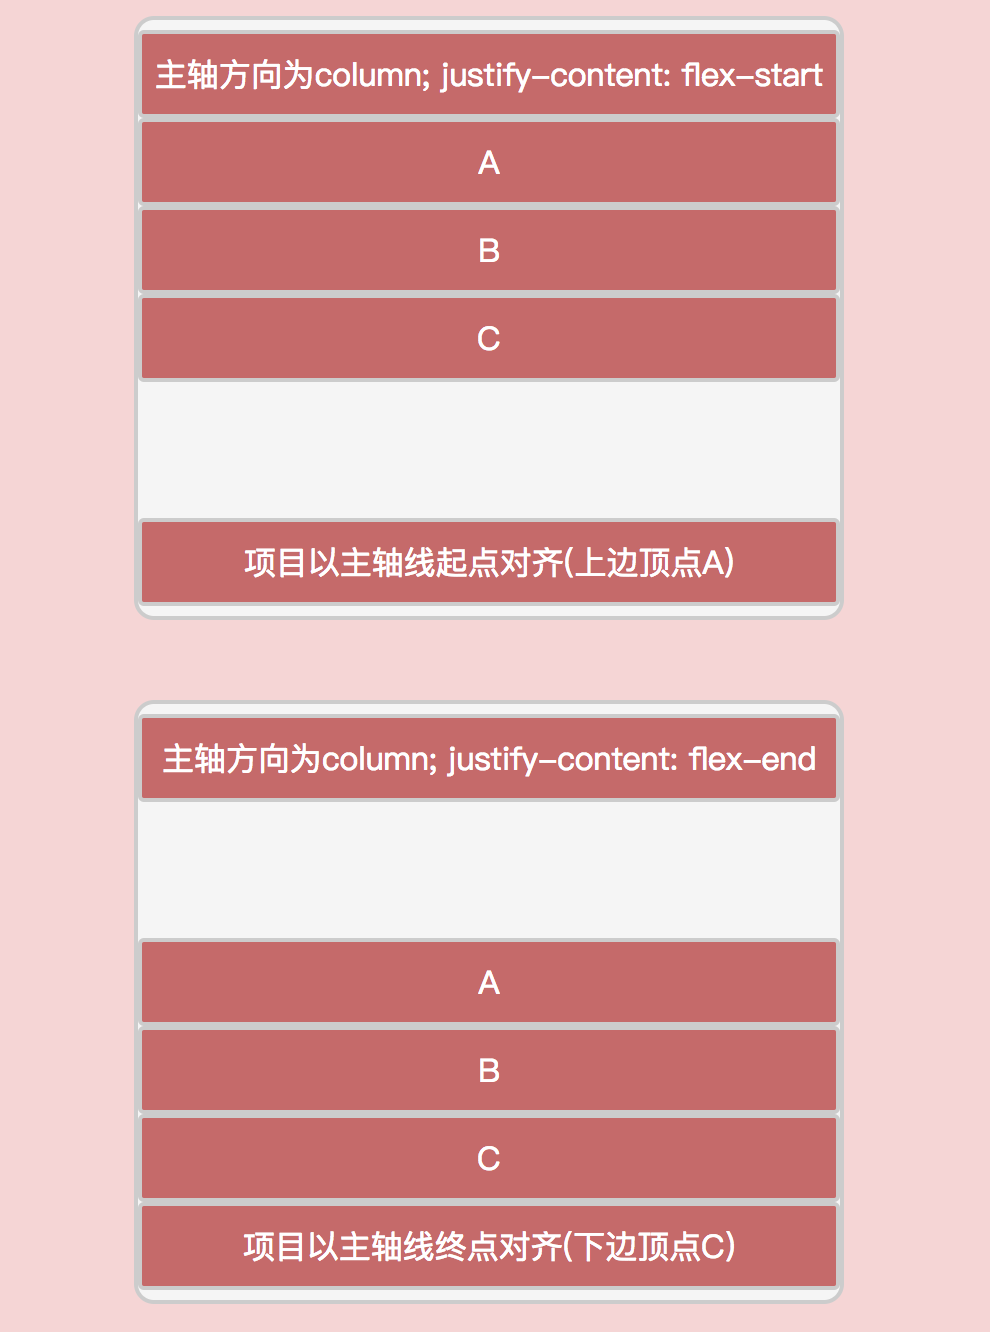 主轴方向为column; justify-content: flex-start
A
B
C
项目以主轴线起点对齐(上边顶点A)
主轴方向为column; justify-content: flex-end
A
B
C
项目以主轴线终点对齐(下边顶点C)